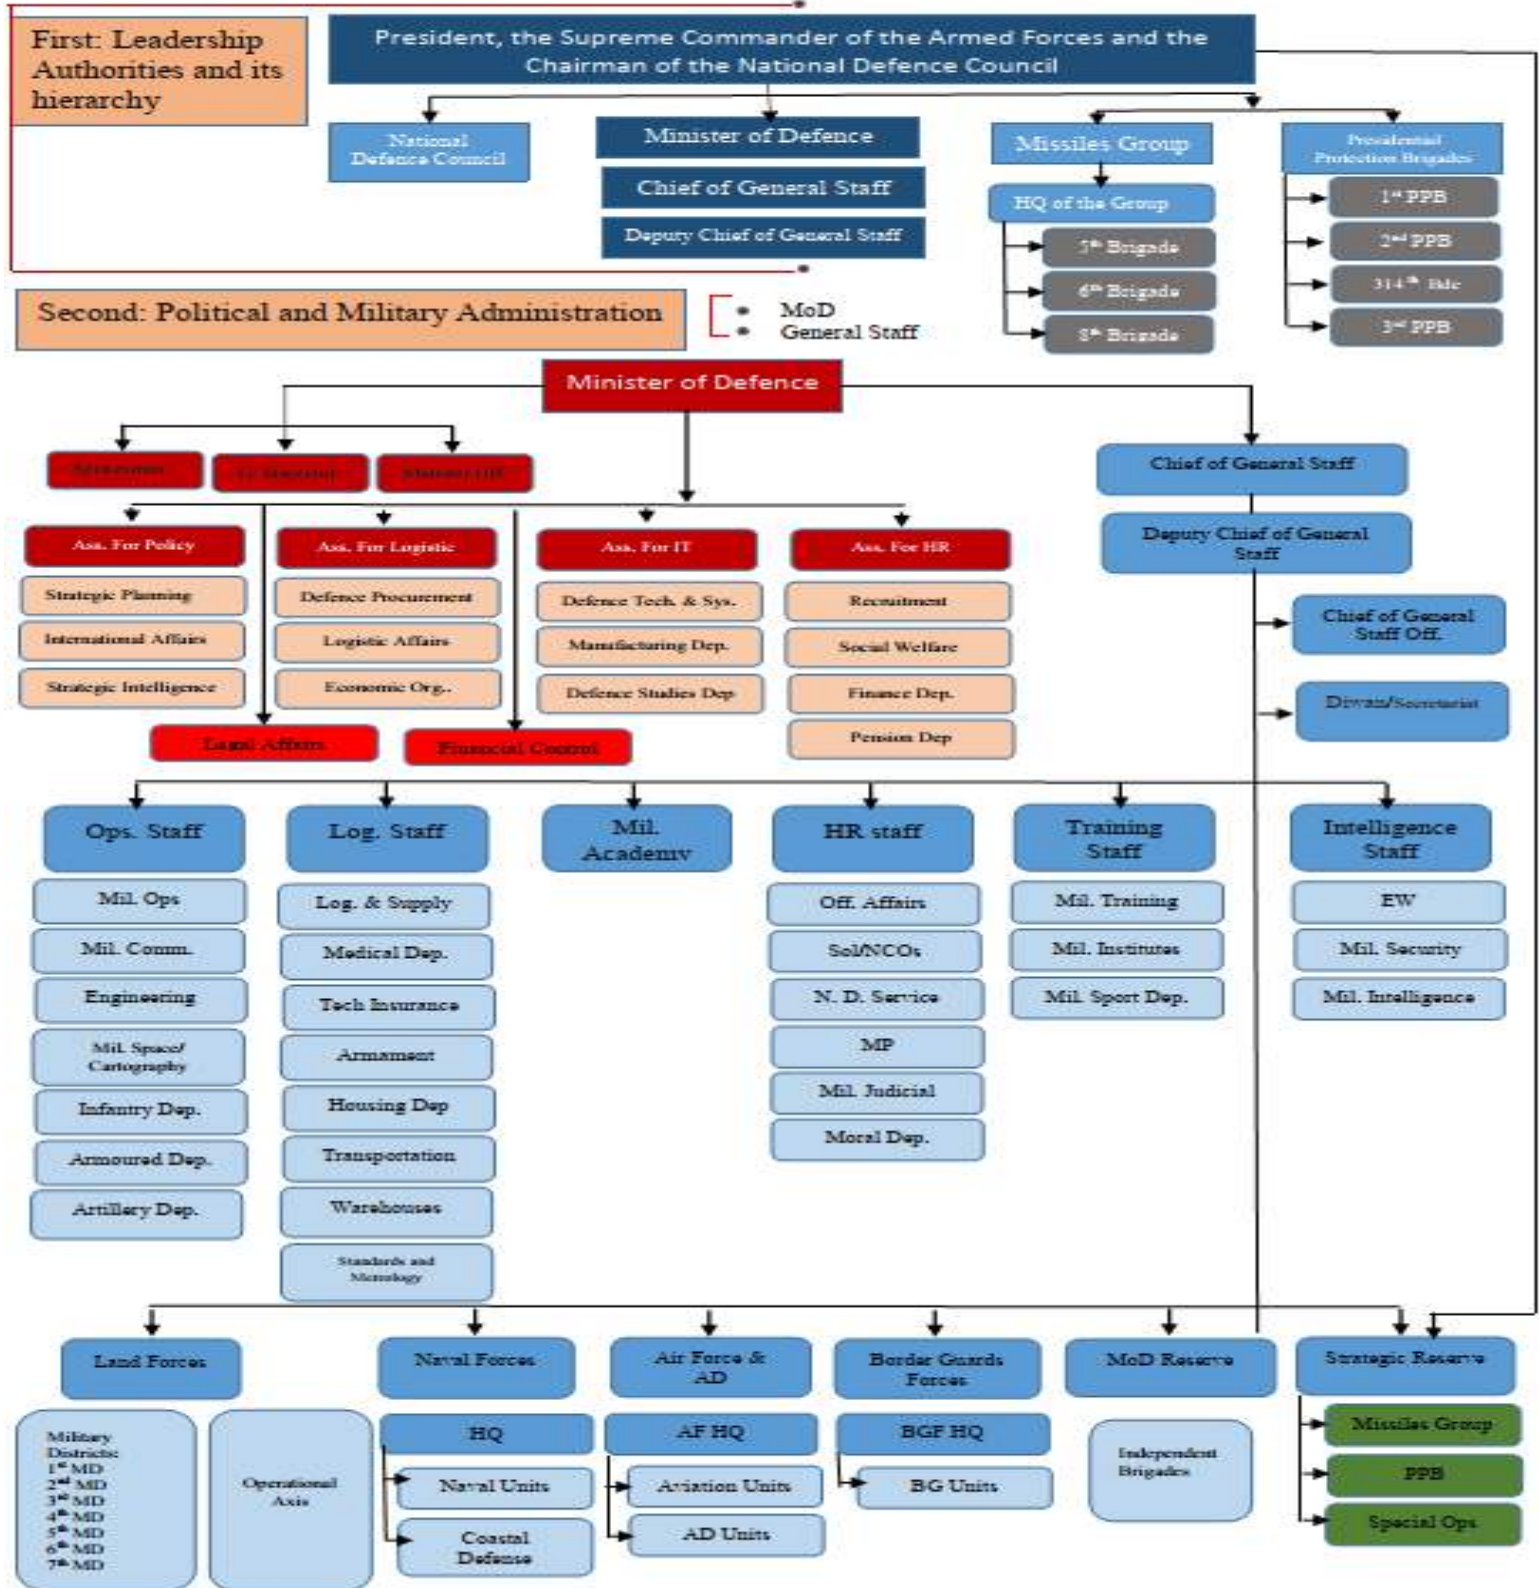 First: Leadership
Authorities and its
hierarchy
President, the Supreme Commander of the Armed Forces and the
Chairman of the National Defence Council
National
Defence Council
Minister of Defence
Chief of General Staff
Deputy Chief of General Staff
Missiles Group
HQ of the Group
5th Brigade
6th Brigade
8th Brigade
Presidential
Protection Brigades
1st PPB
2nd PPB
314th Bde
3rd PPB
Second: Political and Military Administration
• MoD
• General Staff
Minister of Defence
Chief of General Staff
Deputy Chief of General
Staff
Chief of General
Staff Off.
Diwan/Secretariat
Ass. For Policy
Strategic Planning
International Affairs
Strategic Intelligence
Ass. For Logistic
Defence Procurement
Logistic Affairs
Economic Org..
Ass. For IT
Defence Tech. & Sys.
Manufacturing Dep.
Defence Studies Dep
Ass. For HR
Recruitment
Social Welfare
Finance Dep.
Pension Dep
Legal Affairs
Financial Control
Ops. Staff
Mil. Ops
Mil. Comm.
Engineering
Mil. Space/
Cartography
Infantry Dep.
Armoured Dep.
Artillery Dep.
Log. Staff
Log. & Supply
Medical Dep.
Tech Insurance
Armament
Housing Dep
Transportation
Warehouses
Standards and
Metrology
Mil.
Academy
HR staff
Off. Affairs
Sol/NCOs
N. D. Service
MP
Mil. Judicial
Moral Dep.
Training
Staff
Mil. Training
Mil. Institutes
Mil. Sport Dep.
Intelligence
Staff
EW
Mil. Security
Mil. Intelligence
Land Forces
Military
Districts:
1st MD
2nd MD
3rd MD
4th MD
5th MD
6th MD
7th MD
Operational
Axis
Naval Forces
HQ
Naval Units
Coastal
Defense
Air Force &
AD
AF HQ
Aviation Units
AD Units
Border Guards
Forces
BGF HQ
BG Units
MoD Reserve
Independent
Brigades
Strategic Reserve
Missiles Group
PPB
Special Ops